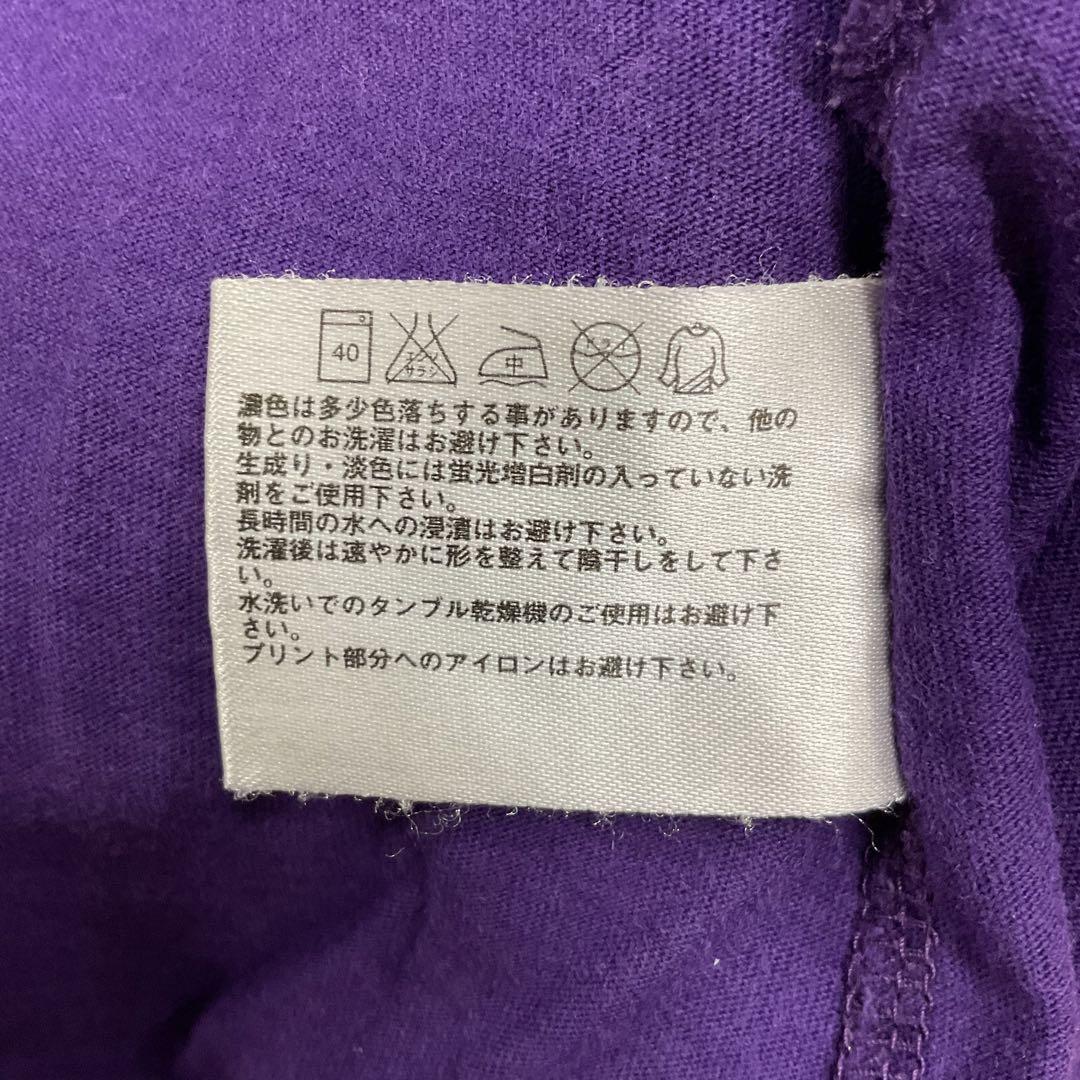 40 エンソ サラシ 中
濃色は多少色落ちする事がありますので、他の
物とのお洗濯はお避け下さい。
生成り・淡色には蛍光増白剤の入っていない洗
剤をご使用下さい。
長時間の水への浸漬はお避け下さい。
洗濯後は速やかに形を整えて陰干しをして下さ
い。
水洗いでのタンブル乾燥機のご使用はお避け下
さい。
プリント部分へのアイロンはお避け下さい。